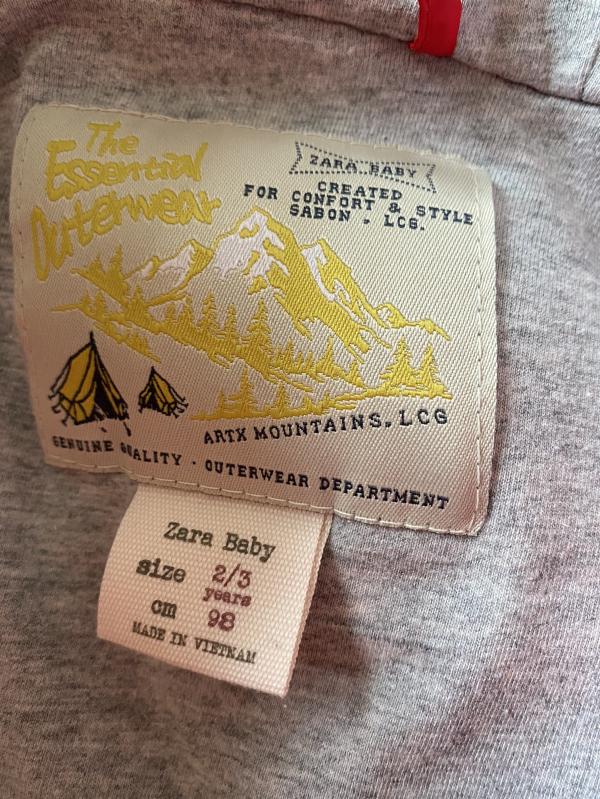 The
Essential
Outerwear
ZARA BABY
CREATED
FOR CONFORT & STYLE
SABON - LCG.
ARTX MOUNTAINS, LCG
GENUINE QUALITY · OUTERWEAR DEPARTMENT
Zara Baby
size 2/3
years
cm 98
MADE IN VIETNAM